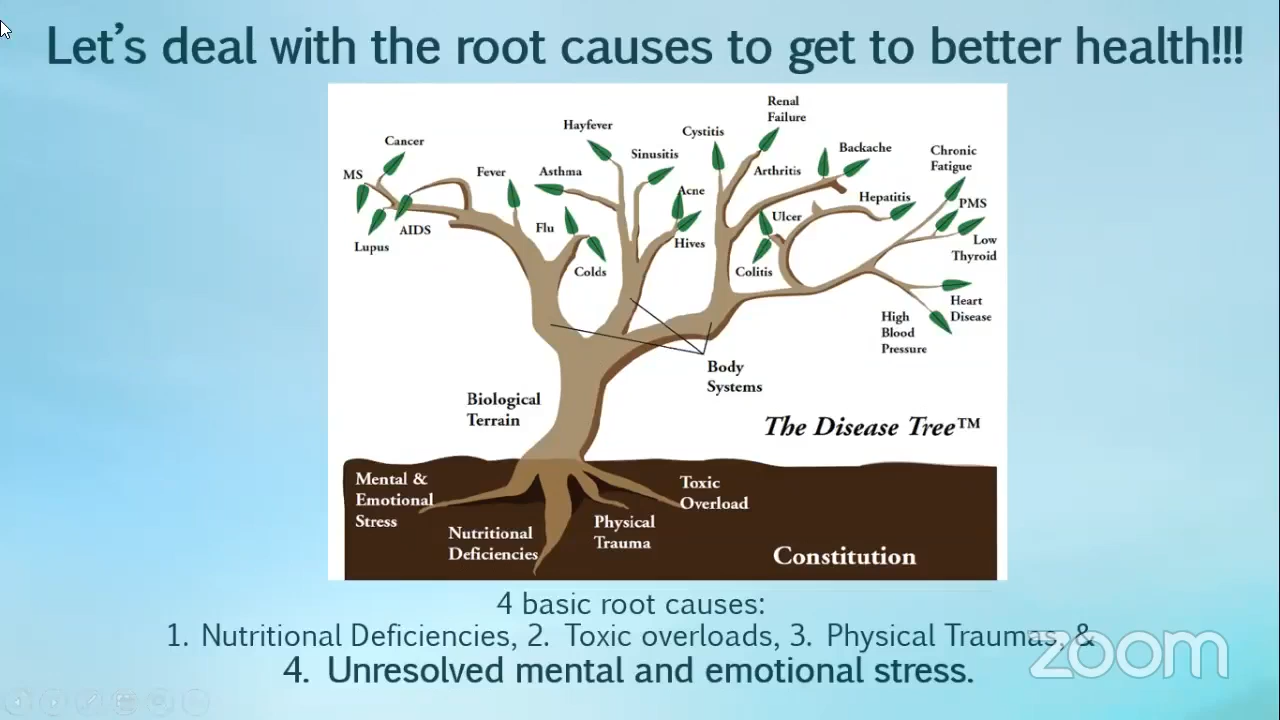 Let's deal with the root causes to get to better health!!!
Renal
Failure
Hayfever
Cystitis
Cancer
Sinusitis
Backache
Chronic
Fatigue
MS
Fever
Asthma
Arthritis
Acne
Hepatitis
PMS
Lupus
AIDS
Flu
Hives
Ulcer
Low
Thyroid
Colds
Colitis
Heart
Disease
High
Blood
Pressure
Body
Systems
Biological
Terrain
The Disease Tree™
Mental &
Emotional
Stress
Toxic
Overload
Nutritional
Deficiencies
Physical
Trauma
Constitution
4 basic root causes:
1. Nutritional Deficiencies, 2. Toxic overloads, 3. Physical Traumas, &
4. Unresolved mental and emotional stress.
zoom